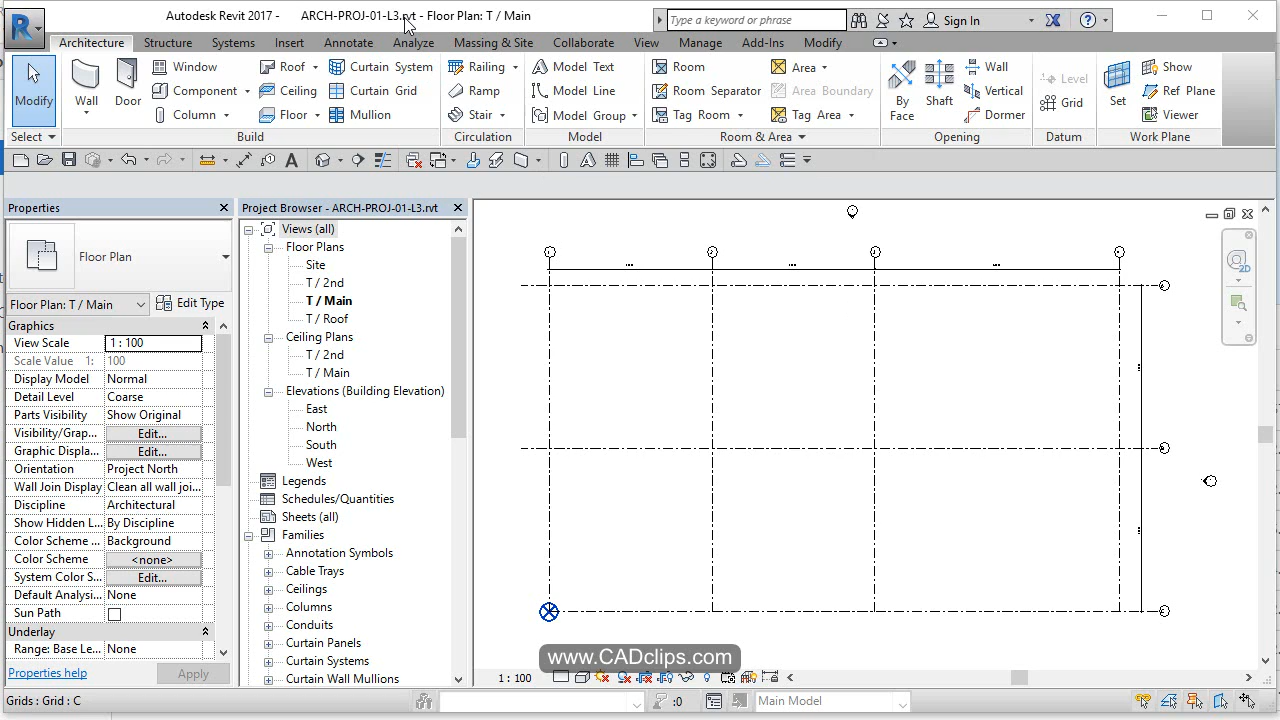 Autodesk Revit 2017 - ARCH-PROJ-01-L3.rvt - Floor Plan: T / Main
Type a keyword or phrase
Sign In
Architecture Structure Systems Insert Annotate Analyze Massing & Site Collaborate View Manage Add-Ins Modify
Modify
Select
Wall
Door
Window
Component
Column
Roof
Ceiling
Floor
Curtain System
Curtain Grid
Mullion
Build
Railing
Ramp
Stair
Circulation
Model Text
Model Line
Model Group
Model
Room
Room Separator
Tag Room
Area
Area Boundary
Tag Area
Room & Area
By
Face
Shaft
Wall
Vertical
Dormer
Opening
Level
Grid
Datum
Set
Show
Ref Plane
Viewer
Work Plane
Properties
Floor Plan
Floor Plan: T / Main
Edit Type
Graphics
View Scale 1 : 100
Scale Value 1: 100
Display Model Normal
Detail Level Coarse
Parts Visibility Show Original
Visibility/Grap... Edit...
Graphic Displa... Edit...
Orientation Project North
Wall Join Display Clean all wall joi...
Discipline Architectural
Show Hidden L... By Discipline
Color Scheme ... Background
Color Scheme <none>
System Color S... Edit...
Default Analysi... None
Sun Path
Underlay
Range: Base Le... None
Properties help
Apply
Project Browser - ARCH-PROJ-01-L3.rvt
Views (all)
Floor Plans
Site
T / 2nd
T / Main
T / Roof
Ceiling Plans
T / 2nd
T / Main
Elevations (Building Elevation)
East
North
South
West
Legends
Schedules/Quantities
Sheets (all)
Families
Annotation Symbols
Cable Trays
Ceilings
Columns
Conduits
Curtain Panels
Curtain Systems
Curtain Wall Mullions
2D
www.CADclips.com
1 : 100
Grids : Grid : C
:0
Main Model